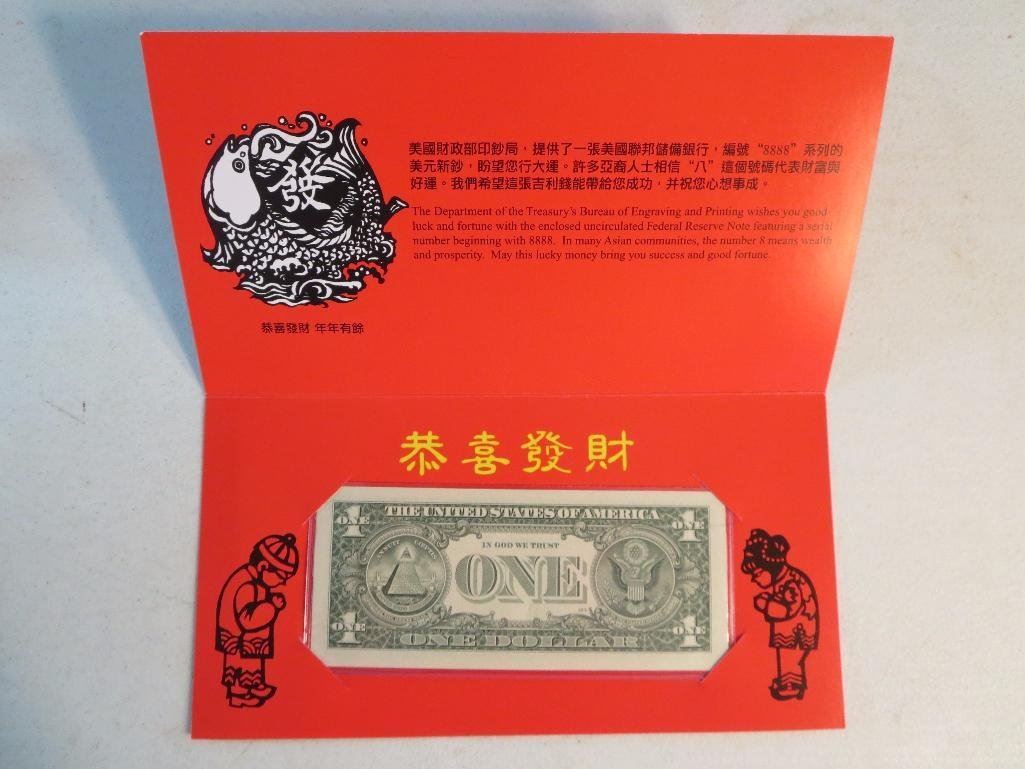 發
恭喜發財 年年有餘
美國財政部印鈔局，提供了一張美國聯邦儲備銀行，編號“8888”系列的
美元新鈔，盼望您行大運。許多亞裔人士相信“八”這個號碼代表財富與
好運。我們希望這張吉利錢能帶給您成功，并祝您心想事成。
The Department of the Treasury's Bureau of Engraving and Printing wishes you good
luck and fortune with the enclosed uncirculated Federal Reserve Note featuring a serial
number beginning with 8888. In many Asian communities, the number 8 means wealth
and prosperity. May this lucky money bring you success and good fortune.
恭喜發財
THE UNITED STATES OF AMERICA
1 ONE
1 ONE
IN GOD WE TRUST
ONE
1 ONE
1 ONE
ONE DOLLAR